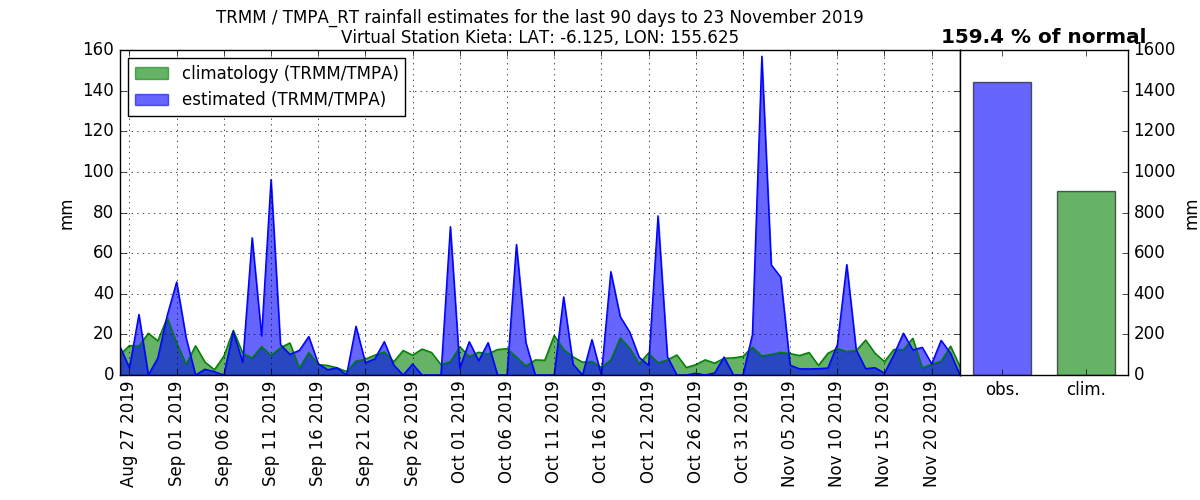 TRMM / TMPA_RT rainfall estimates for the last 90 days to 23 November 2019
Virtual Station Kieta: LAT: -6.125, LON: 155.625
159.4 % of normal
climatology (TRMM/TMPA)
estimated (TRMM/TMPA)
160
140
120
100
80
60
40
20
0
mm
Aug 27 2019
Sep 01 2019
Sep 06 2019
Sep 11 2019
Sep 16 2019
Sep 21 2019
Sep 26 2019
Oct 01 2019
Oct 06 2019
Oct 11 2019
Oct 16 2019
Oct 21 2019
Oct 26 2019
Oct 31 2019
Nov 05 2019
Nov 10 2019
Nov 15 2019
Nov 20 2019
obs.
clim.
1600
1400
1200
1000
800
600
400
200
0
mm